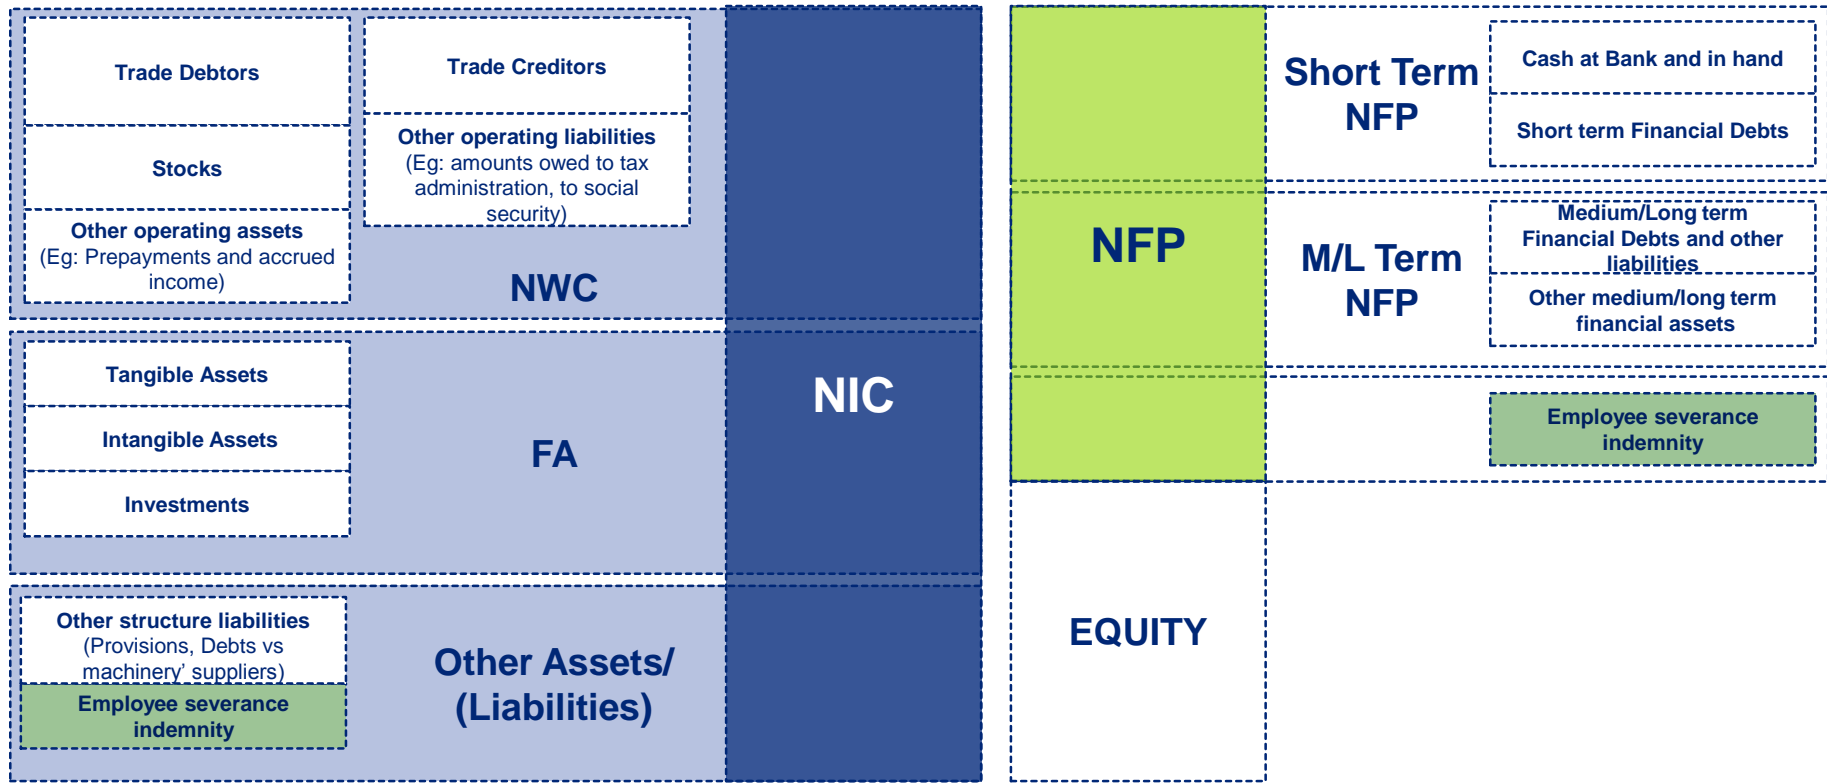 Trade Debtors
Stocks
Other operating assets
(Eg: Prepayments and accrued
income)
Trade Creditors
Other operating liabilities
(Eg: amounts owed to tax
administration, to social
security)
NWC
Tangible Assets
Intangible Assets
Investments
FA
Other structure liabilities
(Provisions, Debts vs
machinery’ suppliers)
Employee severance
indemnity
Other Assets/
(Liabilities)
NIC
NFP
EQUITY
Short Term
NFP
Cash at Bank and in hand
Short term Financial Debts
M/L Term
NFP
Medium/Long term
Financial Debts and other
liabilities
Other medium/long term
financial assets
Employee severance
indemnity